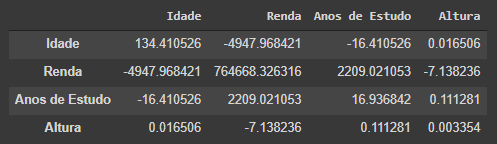 Idade Renda Anos de Estudo Altura
Idade 134.410526 -4947.968421 -16.410526 0.016506
Renda -4947.968421 764668.326316 2209.021053 -7.138236
Anos de Estudo -16.410526 2209.021053 16.936842 0.111281
Altura 0.016506 -7.138236 0.111281 0.003354